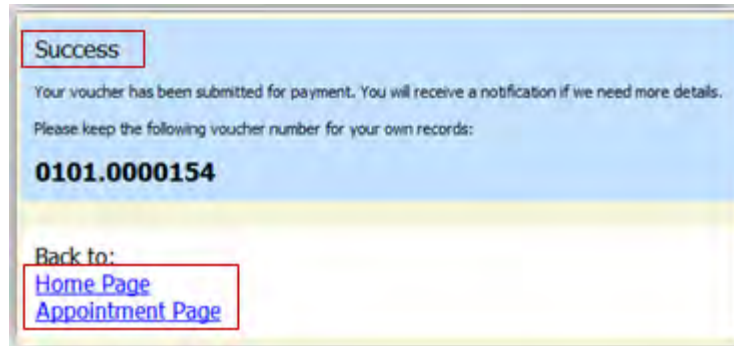 Success
Your voucher has been submitted for payment. You will receive a notification if we need more details.
Please keep the following voucher number for your own records:
0101.0000154
Back to:
Home Page
Appointment Page